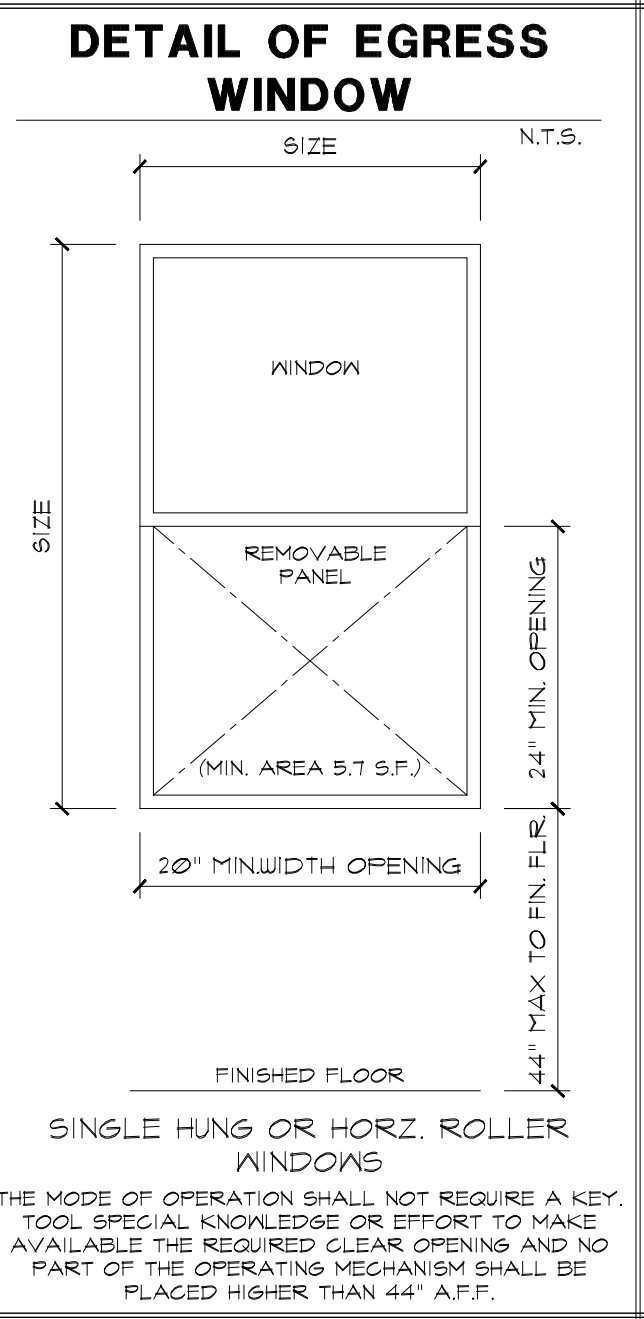 DETAIL OF EGRESS
WINDOW
N.T.S.
SIZE
WINDOW
SIZE
REMOVABLE
PANEL
24" MIN. OPENING
(MIN. AREA 5.7 S.F.)
20" MIN.WIDTH OPENING
44" MAX TO FIN. FLR.
FINISHED FLOOR
SINGLE HUNG OR HORZ. ROLLER
WINDOWS
THE MODE OF OPERATION SHALL NOT REQUIRE A KEY.
TOOL SPECIAL KNOWLEDGE OR EFFORT TO MAKE
AVAILABLE THE REQUIRED CLEAR OPENING AND NO
PART OF THE OPERATING MECHANISM SHALL BE
PLACED HIGHER THAN 44" A.F.F.